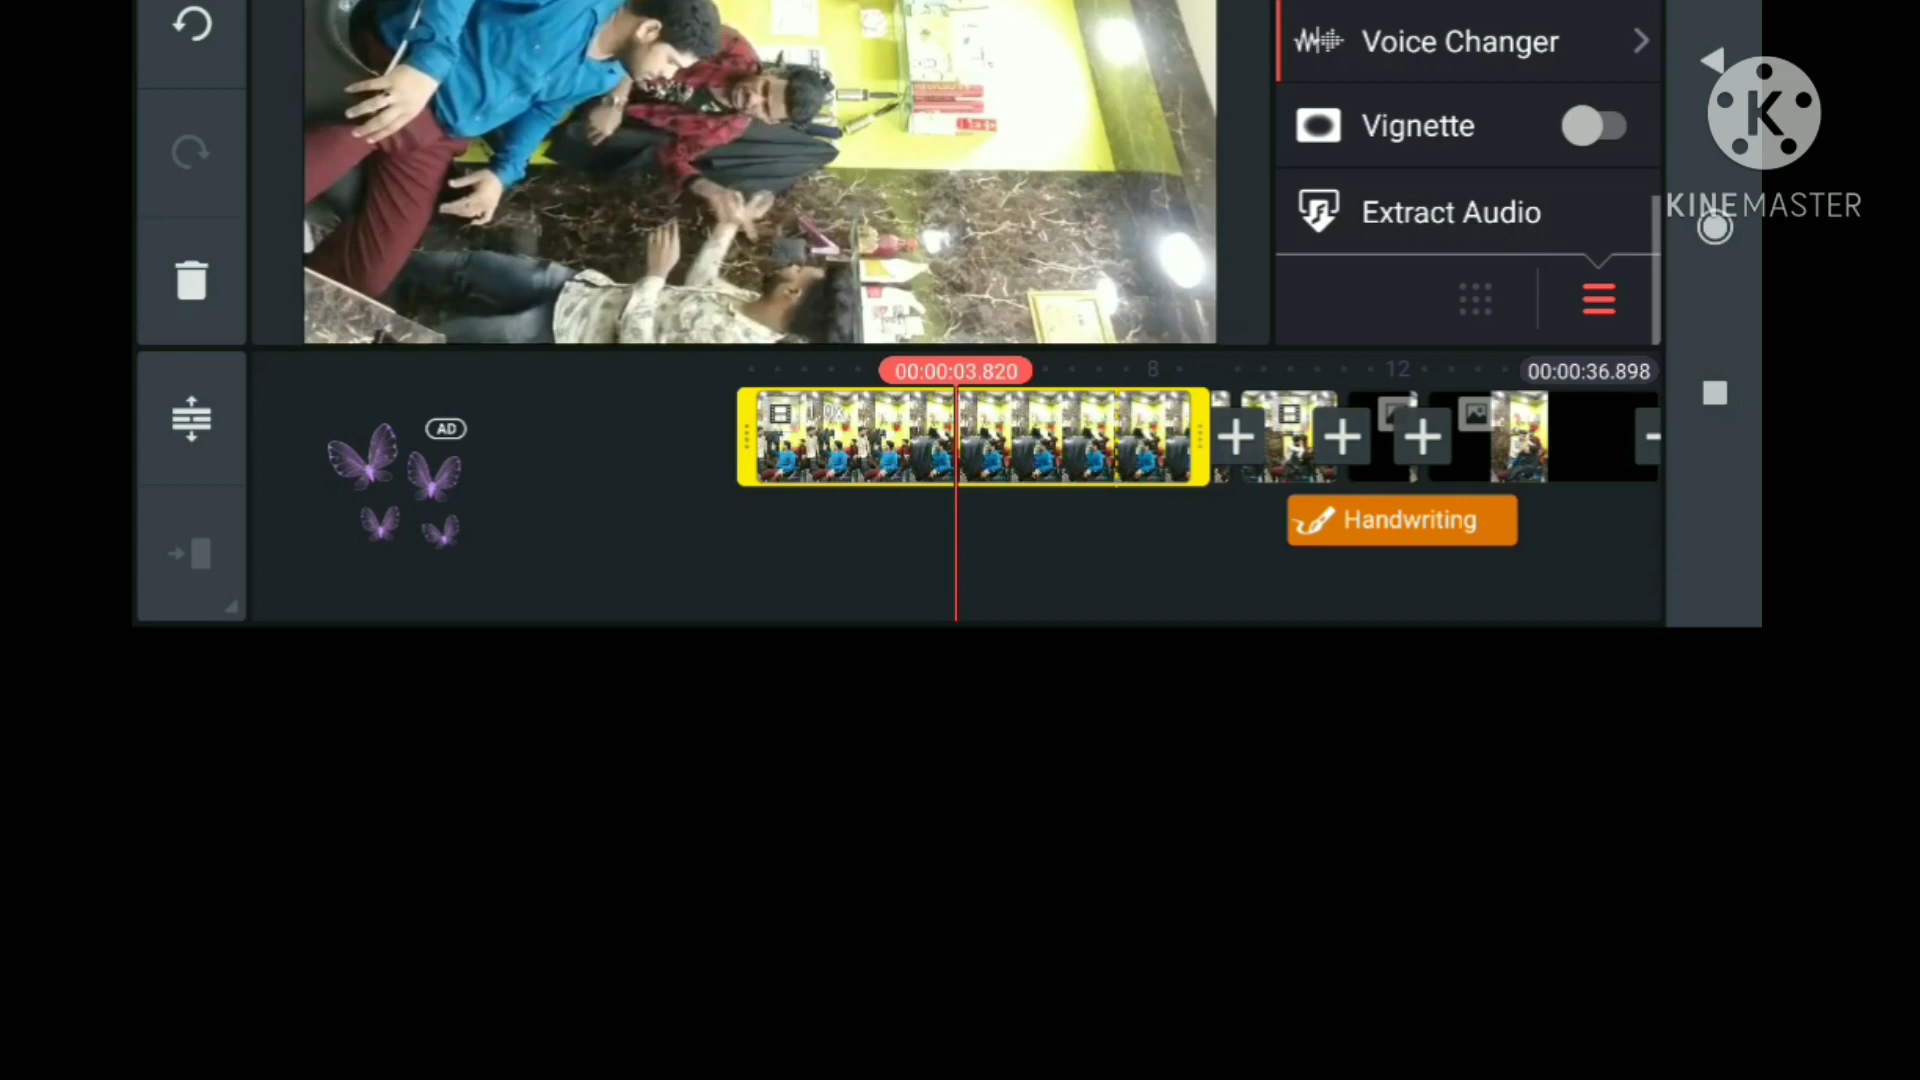 Voice Changer
Vignette
Extract Audio
KINEMASTER
K
00:00:03.820
8
12
00:00:36.898
AD
Handwriting